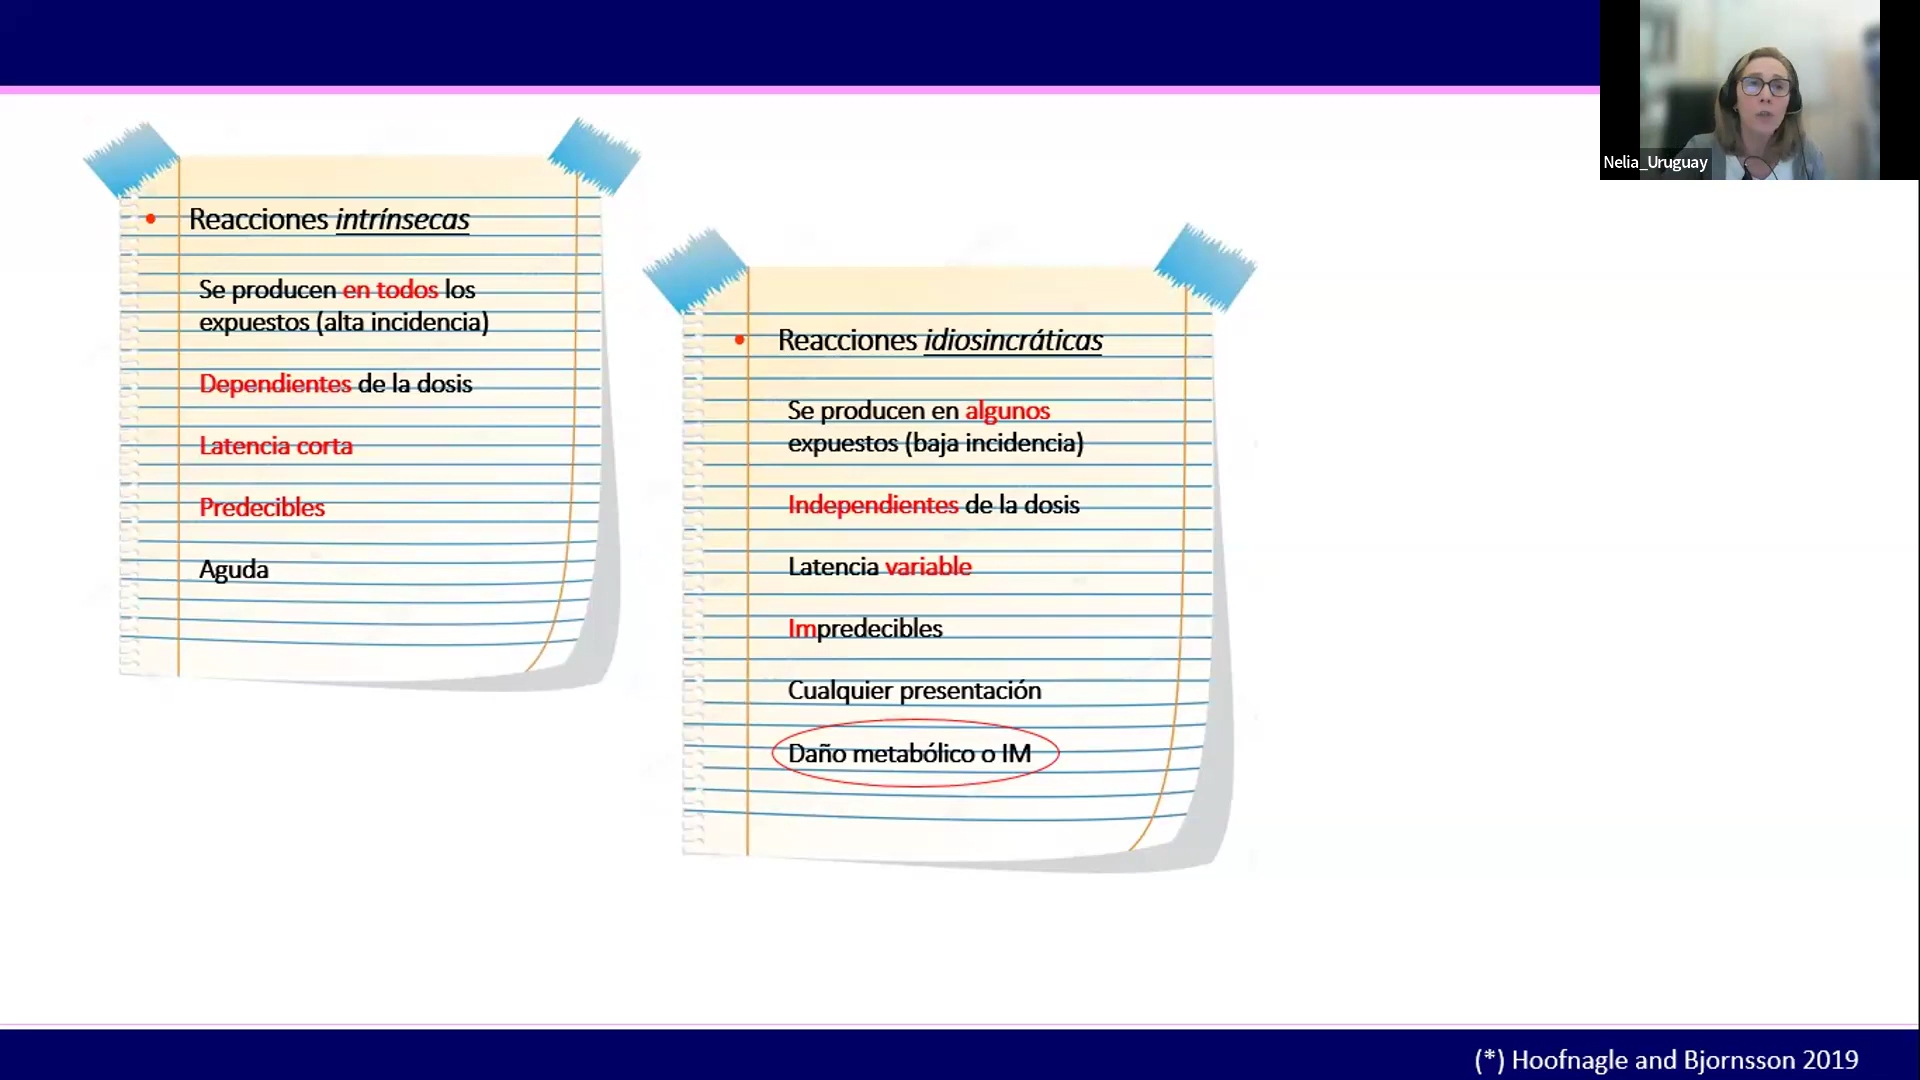 Nelia_Uruguay
• Reacciones intrínsecas
Se producen en todos los
expuestos (alta incidencia)
Dependientes de la dosis
Latencia corta
Predecibles
Aguda
• Reacciones idiosincráticas
Se producen en algunos
expuestos (baja incidencia)
Independientes de la dosis
Latencia variable
Impredecibles
Cualquier presentación
Daño metabólico o IM
(*) Hoofnagle and Bjornsson 2019